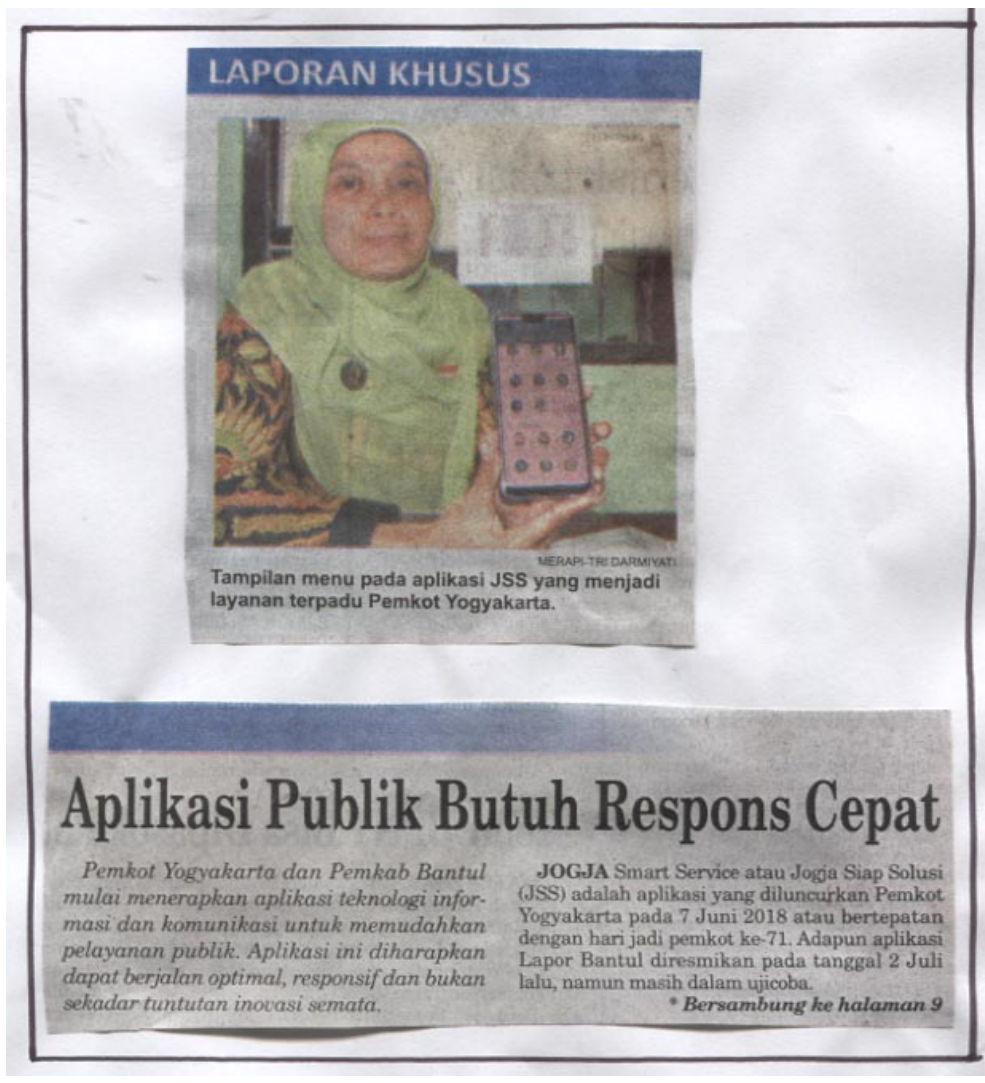 LAPORAN KHUSUS
MERAPI-TRI DARMIYATI
Tampilan menu pada aplikasi JSS yang menjadi
layanan terpadu Pemkot Yogyakarta.
Aplikasi Publik Butuh Respons Cepat
Pemkot Yogyakarta dan Pemkab Bantul
mulai menerapkan aplikasi teknologi infor-
masi dan komunikasi untuk memudahkan
pelayanan publik. Aplikasi ini diharapkan
dapat berjalan optimal, responsif dan bukan
sekadar tuntutan inovasi semata.
JOGJA Smart Service atau Jogja Siap Solusi
(JSS) adalah aplikasi yang diluncurkan Pemkot
Yogyakarta pada 7 Juni 2018 atau bertepatan
dengan hari jadi pemkot ke-71. Adapun aplikasi
Lapor Bantul diresmikan pada tanggal 2 Juli
lalu, namun masih dalam ujicoba.
* Bersambung ke halaman 9